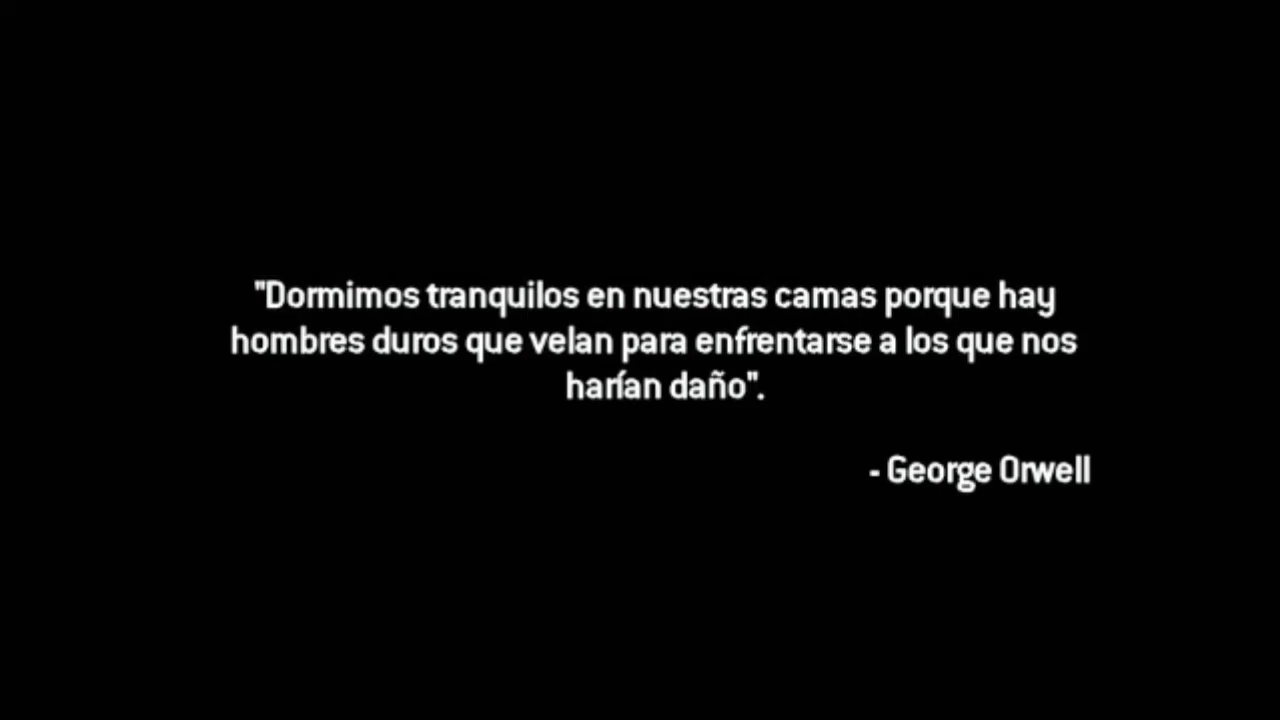 "Dormimos tranquilos en nuestras camas porque hay
hombres duros que velan para enfrentarse a los que nos
harían daño".
- George Orwell